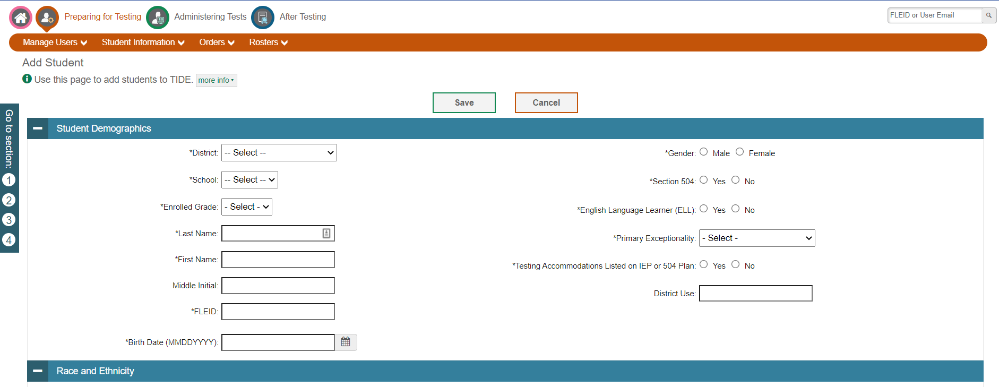 Preparing for Testing Administering Tests After Testing FLEID or User Email
Manage Users Student Information Orders Rosters
Add Student
Use this page to add students to TIDE. more info
Save Cancel
Go to section:
1
2
3
4
Student Demographics
*District: -- Select --
*School: -- Select --
*Enrolled Grade: - Select -
*Last Name:
*First Name:
Middle Initial:
*FLEID:
*Birth Date (MMDDYYYY):
*Gender: Male Female
*Section 504: Yes No
*English Language Learner (ELL): Yes No
*Primary Exceptionality: - Select -
*Testing Accommodations Listed on IEP or 504 Plan: Yes No
District Use:
Race and Ethnicity